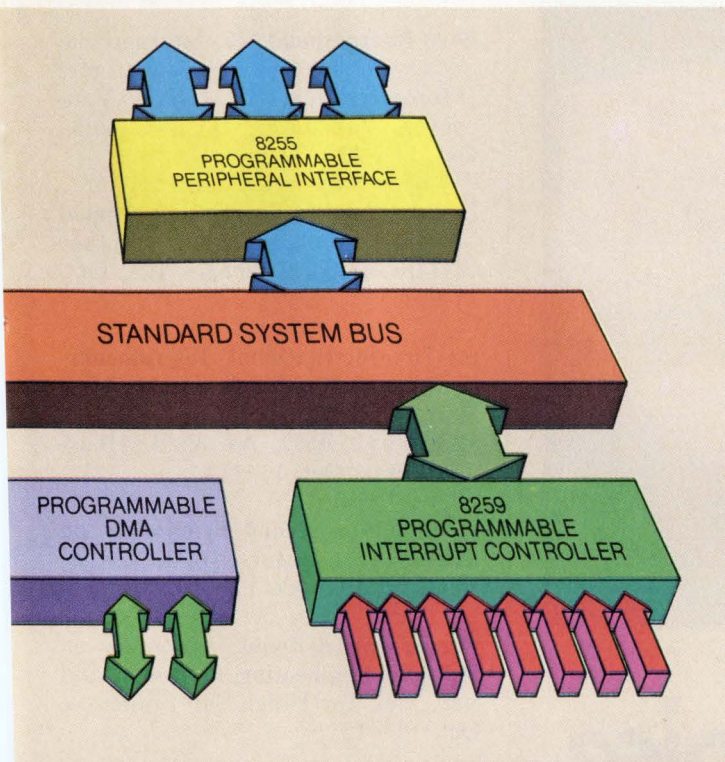 8255
PROGRAMMABLE
PERIPHERAL INTERFACE
STANDARD SYSTEM BUS
PROGRAMMABLE
DMA
CONTROLLER
8259
PROGRAMMABLE
INTERRUPT CONTROLLER